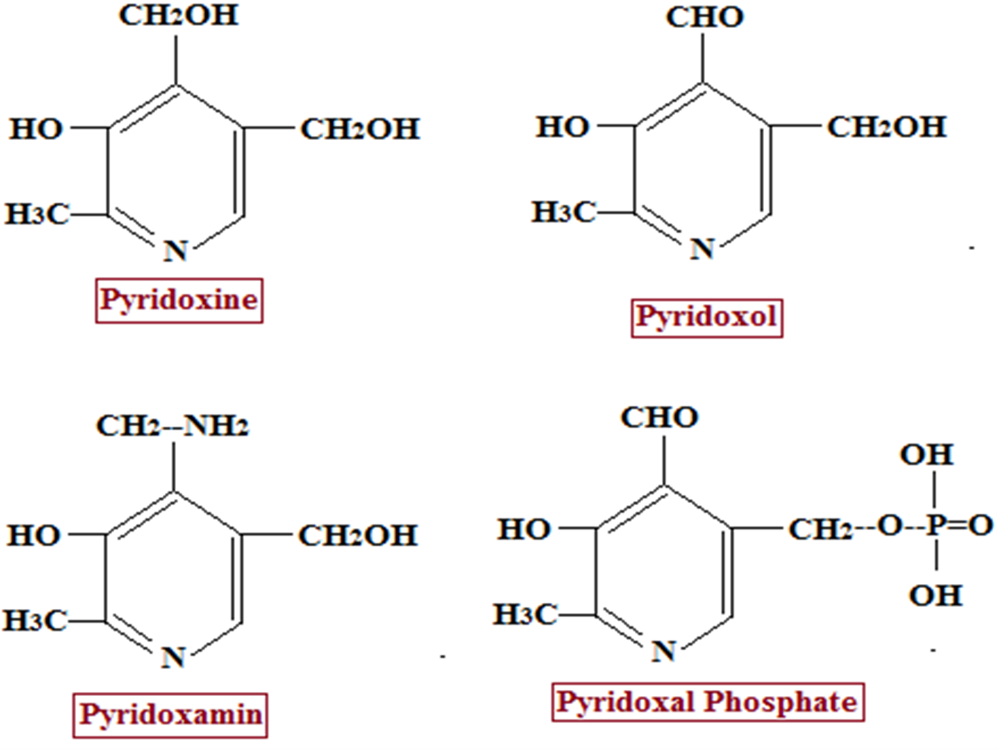 CH2OH
HO
CH2OH
H3C
N
Pyridoxine
CHO
HO
CH2OH
H3C
N
Pyridoxol
CH2--NH2
HO
CH2OH
H3C
N
Pyridoxamin
CHO
OH
HO
CH2--O--P=O
OH
H3C
N
Pyridoxal Phosphate